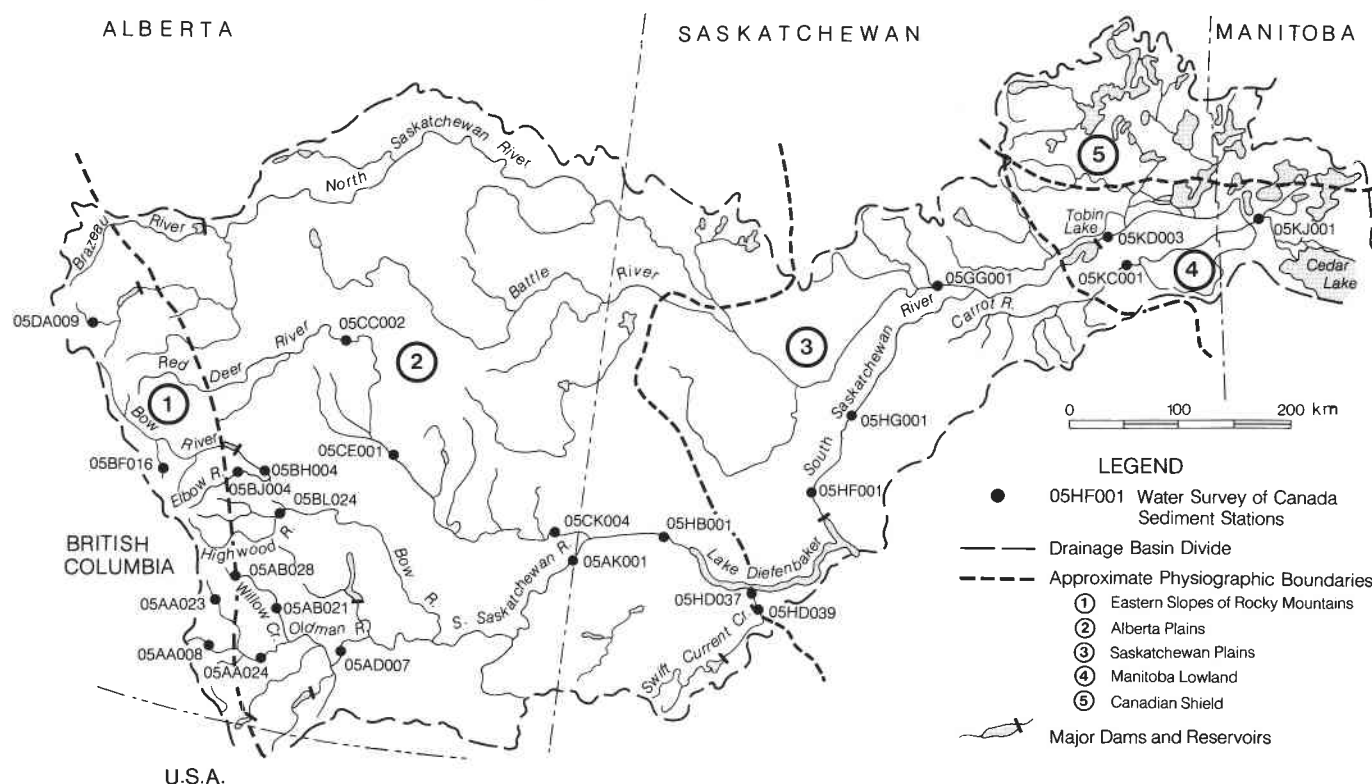 ALBERTA
SASKATCHEWAN
MANITOBA
North Saskatchewan River
Brazeau River
Battle River
Red Deer River
Bow River
Elbow R.
Highwood R.
Willow Cr.
Oldman R.
Bow R.
S. Saskatchewan R.
South Saskatchewan River
Carrot R.
Tobin Lake
Cedar Lake
Lake Diefenbaker
Swift Current Cr.
BRITISH COLUMBIA
U.S.A.
1
2
3
4
5
05DA009
05CC002
05CE001
05BF016
05BH004
05BJ004
05BL024
05AB028
05AA023
05AB021
05AA008
05AA024
05AD007
05CK004
05AK001
05HB001
05HD037
05HD039
05HF001
05HG001
05GG001
05KD003
05KC001
05KJ001
0 100 200 km
LEGEND
05HF001 Water Survey of Canada
Sediment Stations
Drainage Basin Divide
Approximate Physiographic Boundaries
1 Eastern Slopes of Rocky Mountains
2 Alberta Plains
3 Saskatchewan Plains
4 Manitoba Lowland
5 Canadian Shield
Major Dams and Reservoirs